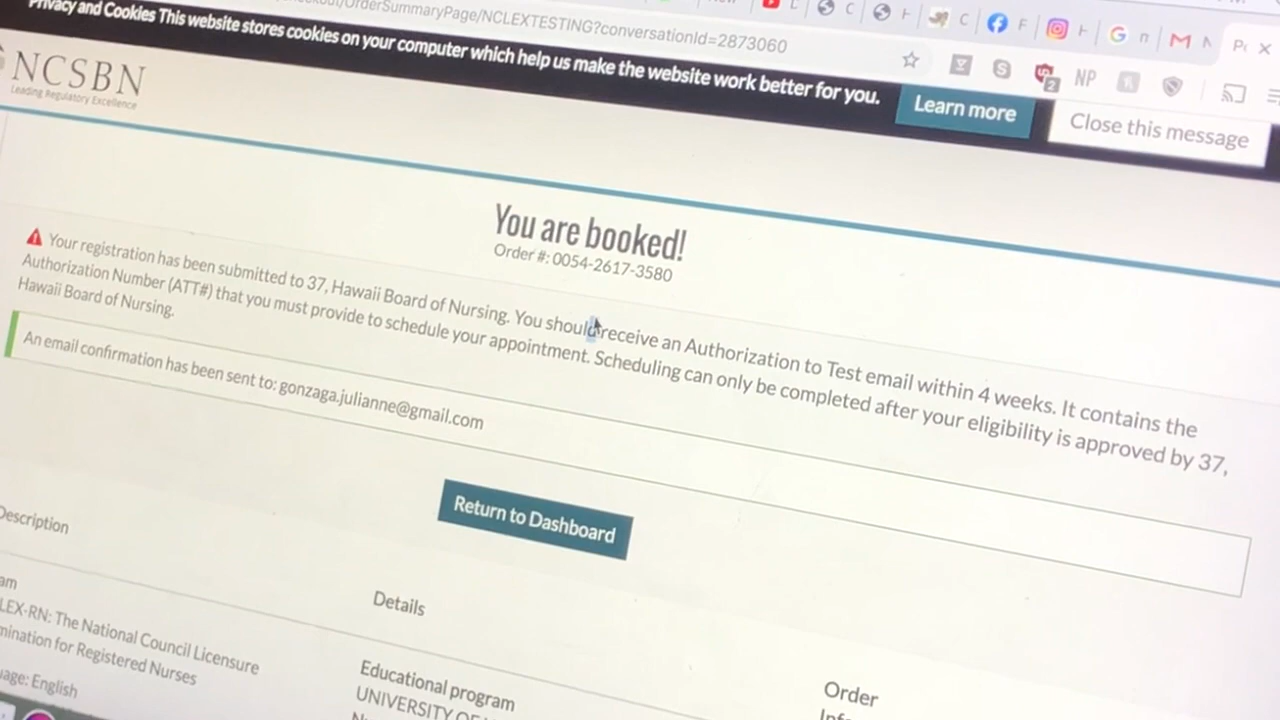 OrderSummaryPage/NCLEXTESTING?conversationId=2873060
Privacy and Cookies This website stores cookies on your computer which help us make the website work better for you.
Learn more
Close this message
NP
2
NCSBN
Leading Regulatory Excellence
You are booked!
Order #: 0054-2617-3580
Your registration has been submitted to 37, Hawaii Board of Nursing. You should receive an Authorization to Test email within 4 weeks. It contains the
Authorization Number (ATT#) that you must provide to schedule your appointment. Scheduling can only be completed after your eligibility is approved by 37,
Hawaii Board of Nursing.
An email confirmation has been sent to: gonzaga.julianne@gmail.com
Return to Dashboard
Description
Details
Order
LEX-RN: The National Council Licensure
mination for Registered Nurses
uage: English
Educational program
UNIVERSITY OF